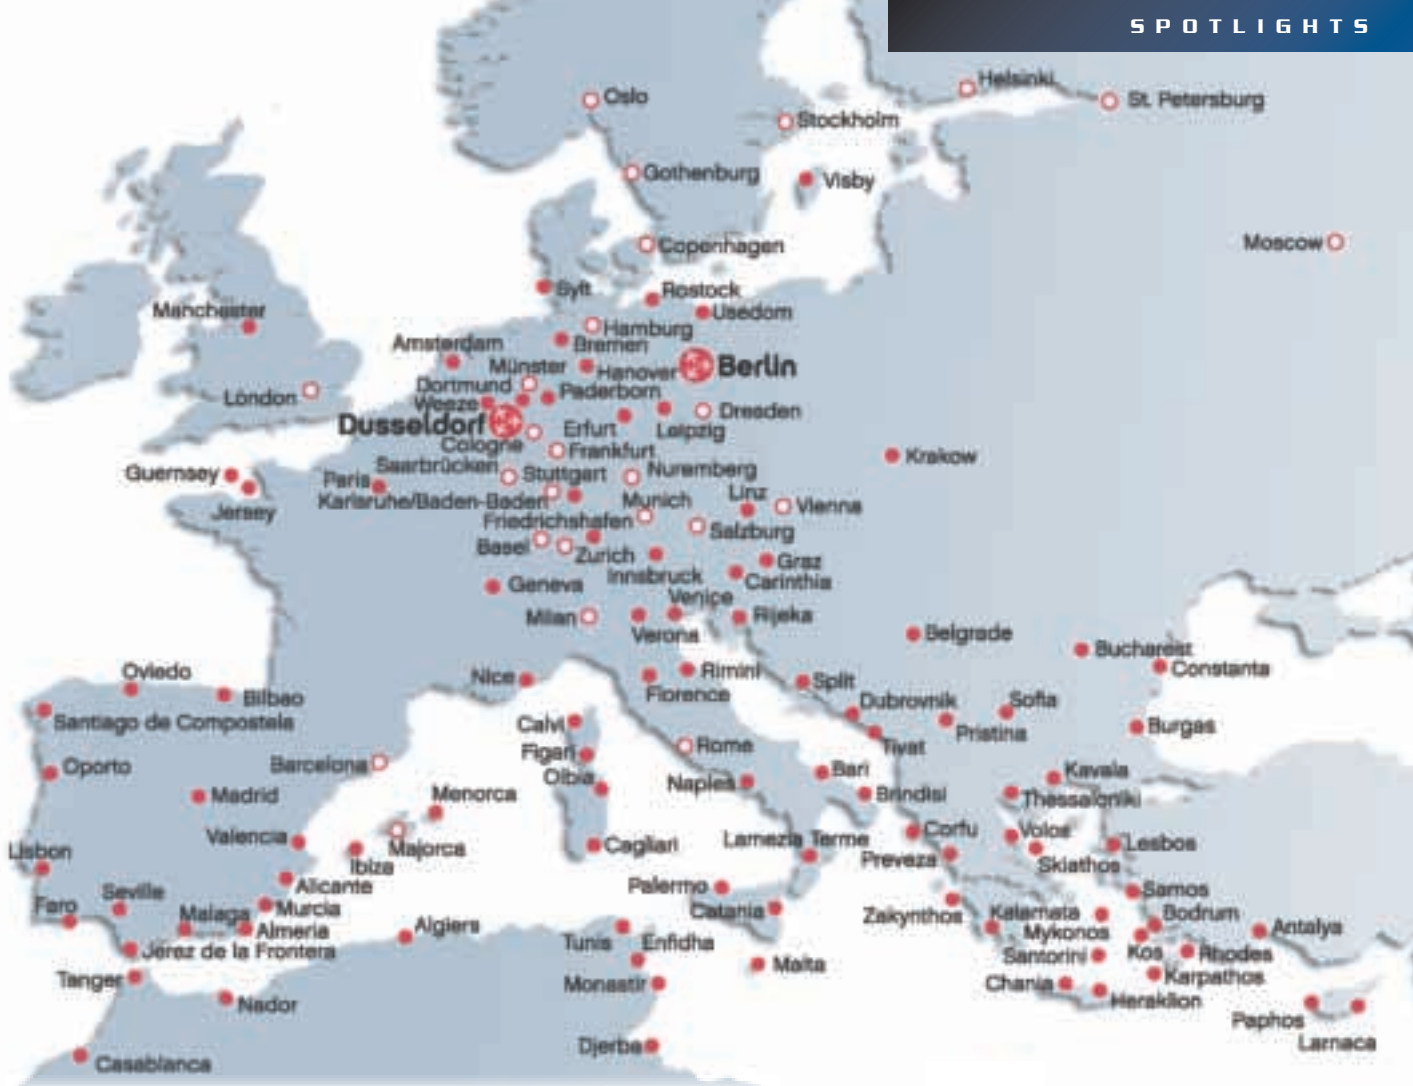 SPOTLIGHTS
Helsinki
Oslo
St. Petersburg
Stockholm
Gothenburg
Visby
Moscow
Copenhagen
Sylt
Rostock
Manchester
Usedom
Hamburg
Amsterdam
Bremen
Münster
Hanover
Berlin
Dortmund
Paderborn
London
Weeze
Dresden
Dusseldorf
Erfurt
Leipzig
Cologne
Frankfurt
Krakow
Saarbrücken
Nuremberg
Guernsey
Stuttgart
Paris
Linz
Karlsruhe/Baden-Baden
Munich
Vienna
Jersey
Friedrichshafen
Salzburg
Basel
Zurich
Graz
Innsbruck
Carinthia
Geneva
Venice
Milan
Rijeka
Verona
Belgrade
Bucharest
Constanta
Oviedo
Rimini
Nice
Split
Bilbao
Florence
Dubrovnik
Sofia
Santiago de Compostela
Calvi
Burgas
Pristina
Rome
Tivat
Figari
Barcelona
Oporto
Bari
Kavala
Olbia
Naples
Madrid
Menorca
Brindisi
Thessaloniki
Corfu
Volos
Valencia
Lamezia Terme
Lesbos
Majorca
Cagliari
Lisbon
Preveza
Skiathos
Ibiza
Alicante
Palermo
Samos
Seville
Faro
Murcia
Catania
Zakynthos
Kalamata
Bodrum
Malaga
Algiers
Antalya
Almeria
Mykonos
Tunis
Enfidha
Jerez de la Frontera
Kos
Rhodes
Santorini
Malta
Tanger
Karpathos
Monastir
Chania
Heraklion
Nador
Paphos
Larnaca
Djerba
Casablanca